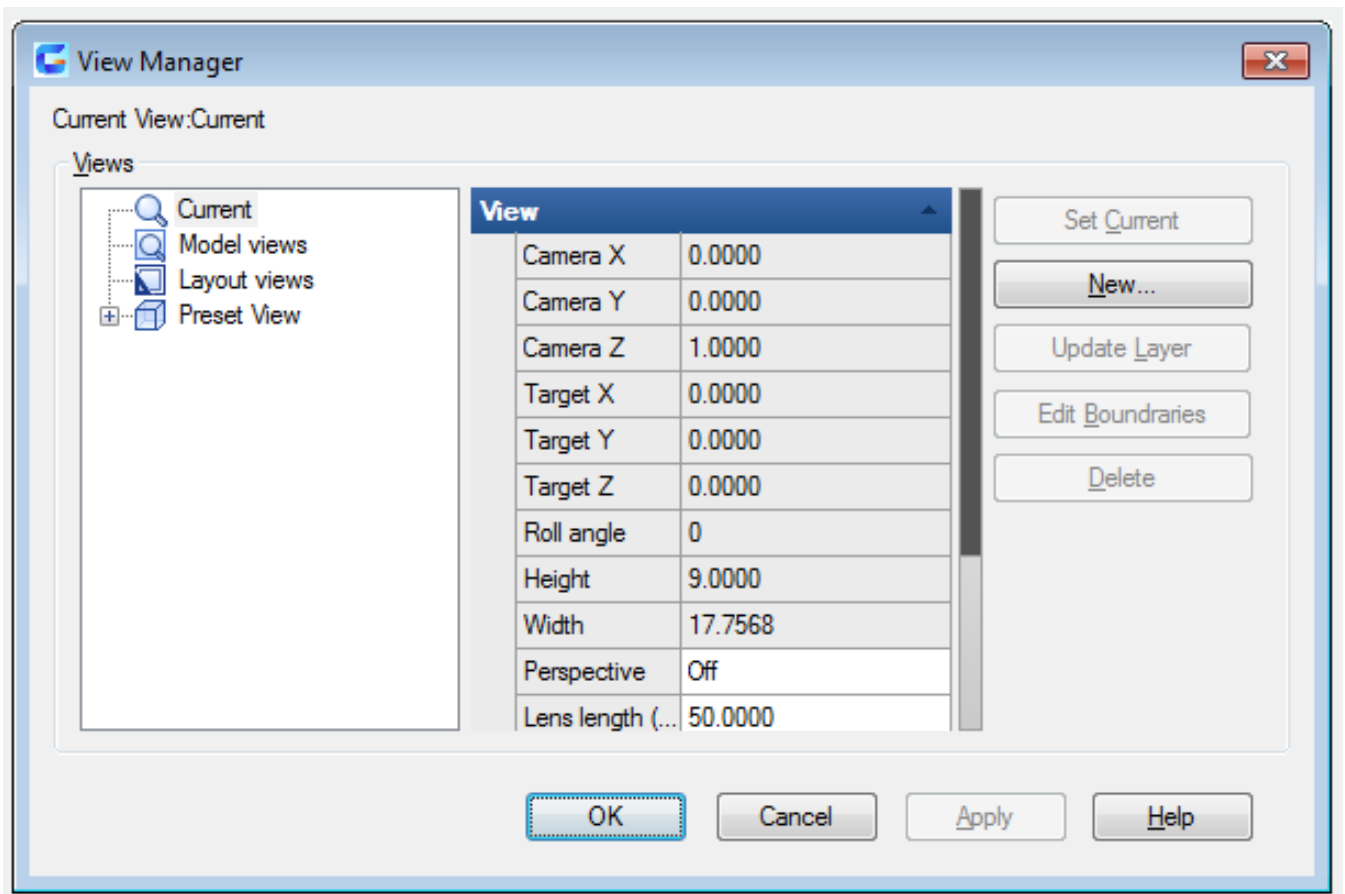 View Manager
Current View:Current
Views
Current
Model views
Layout views
Preset View
View
Camera X 0.0000
Camera Y 0.0000
Camera Z 1.0000
Target X 0.0000
Target Y 0.0000
Target Z 0.0000
Roll angle 0
Height 9.0000
Width 17.7568
Perspective Off
Lens length (... 50.0000
Set Current
New...
Update Layer
Edit Boundraries
Delete
OK Cancel Apply Help